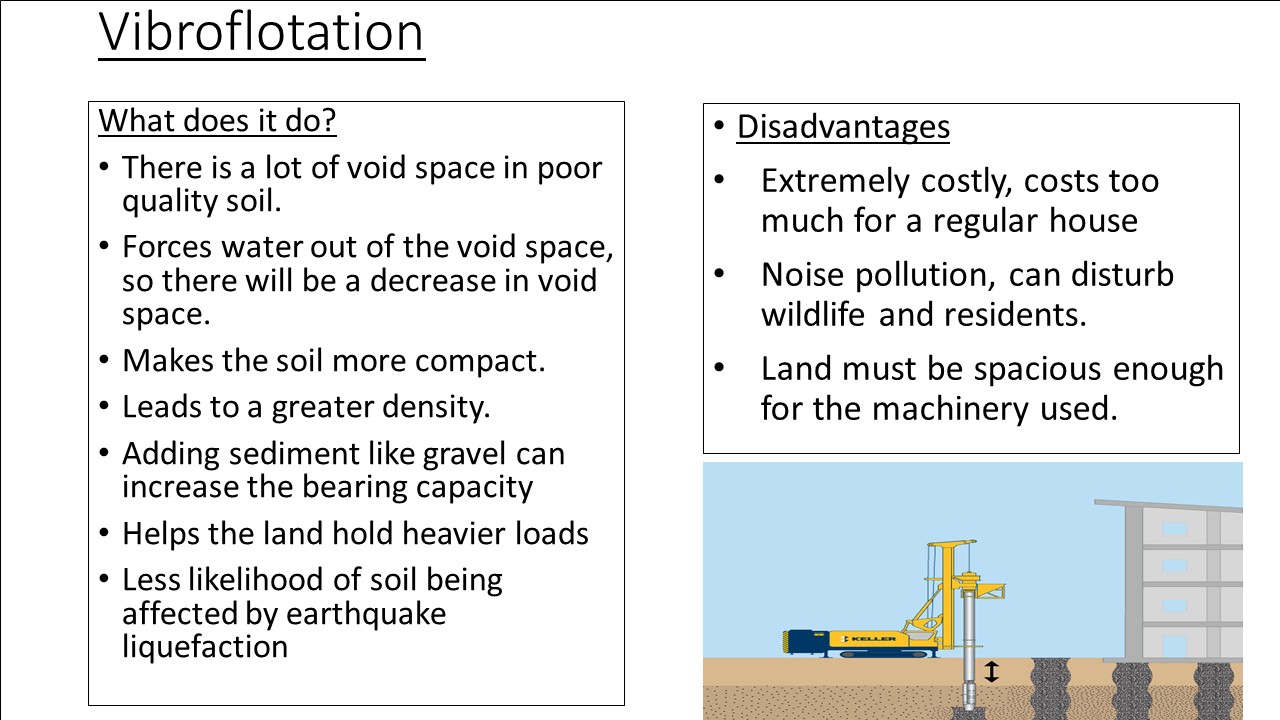 Vibroflotation
What does it do?
• There is a lot of void space in poor
quality soil.
• Forces water out of the void space,
so there will be a decrease in void
space.
• Makes the soil more compact.
• Leads to a greater density.
• Adding sediment like gravel can
increase the bearing capacity
• Helps the land hold heavier loads
• Less likelihood of soil being
affected by earthquake
liquefaction
• Disadvantages
• Extremely costly, costs too
much for a regular house
• Noise pollution, can disturb
wildlife and residents.
• Land must be spacious enough
for the machinery used.
KELLER